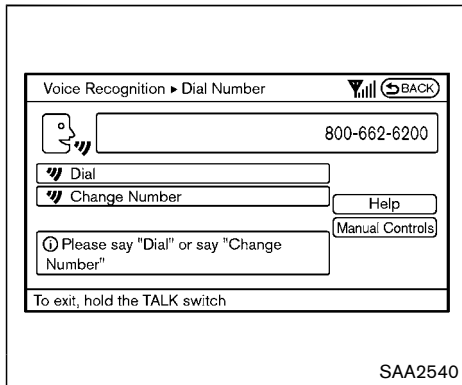 Voice Recognition ▸ Dial Number
BACK
800-662-6200
Dial
Change Number
Help
Manual Controls
Please say "Dial" or say "Change
Number"
To exit, hold the TALK switch
SAA2540